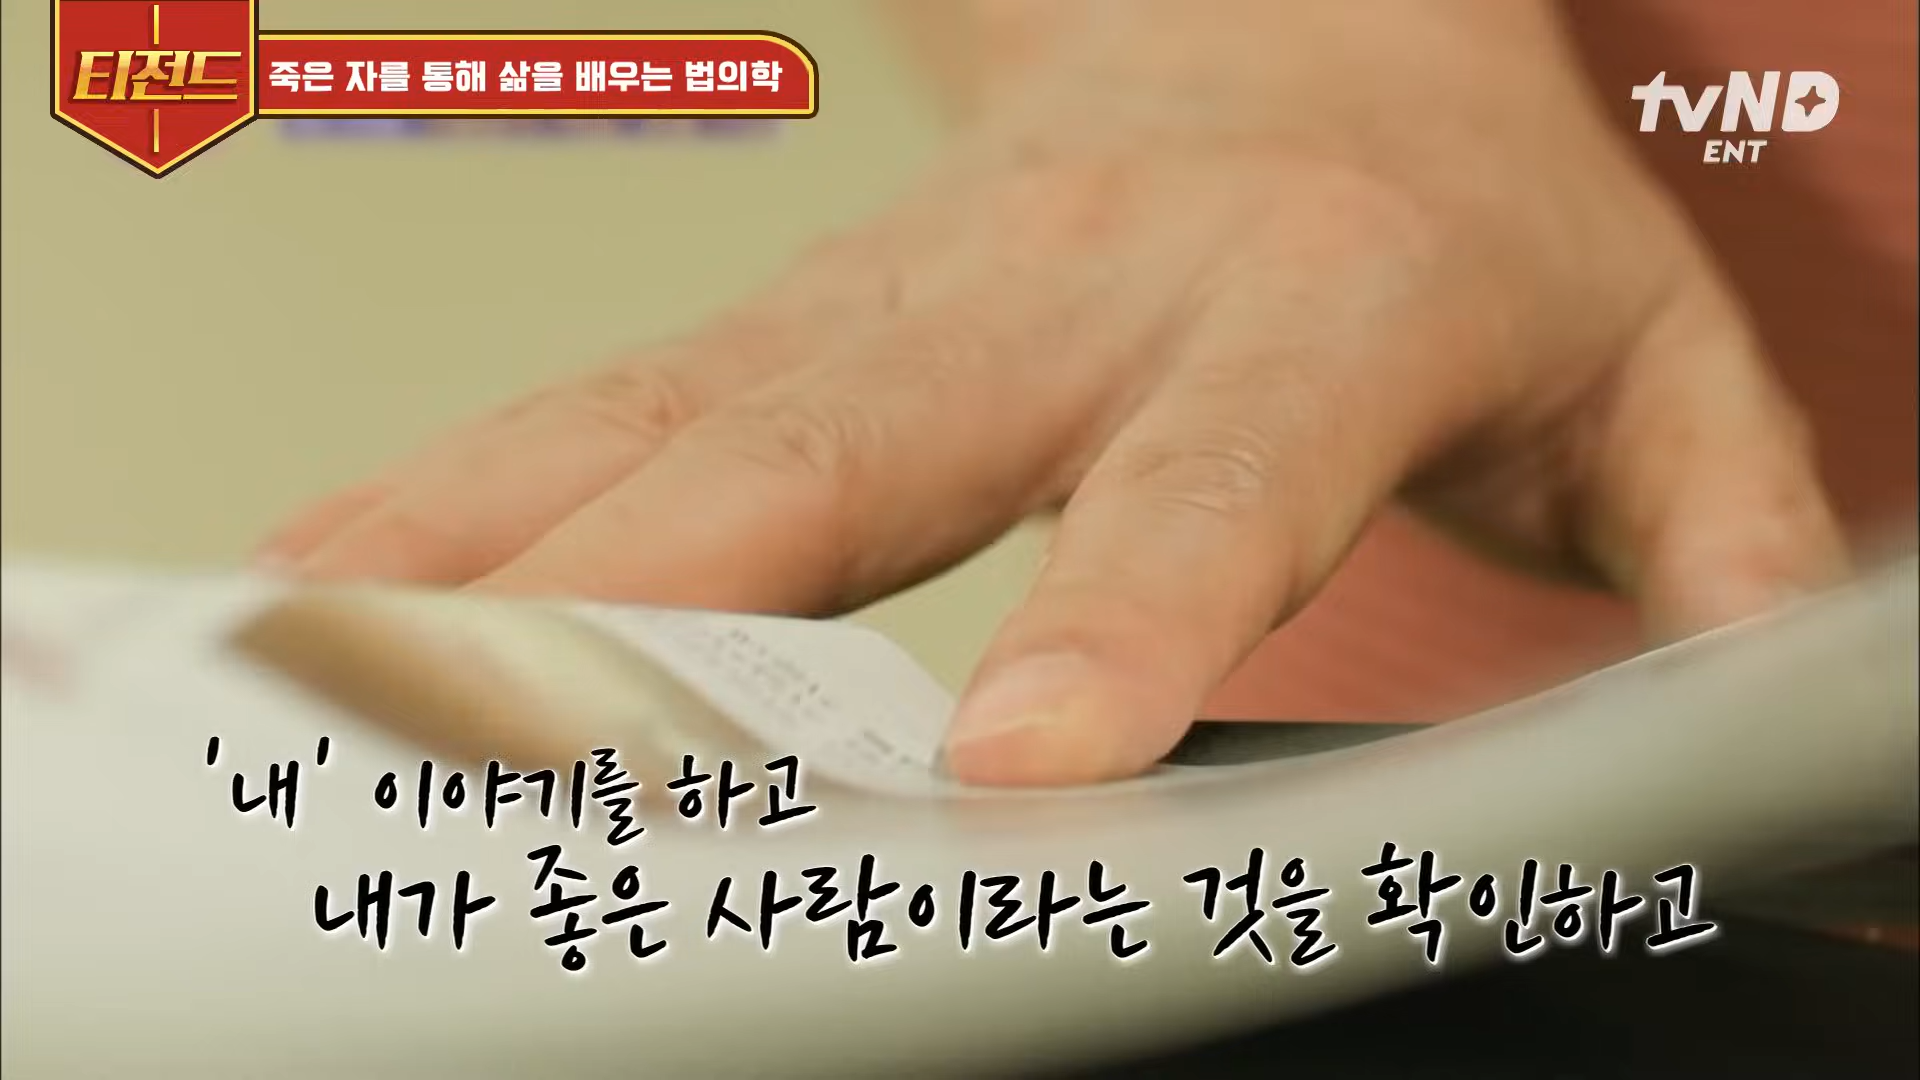 티전드
죽은 자를 통해 삶을 배우는 법의학
tvND
ENT
'내' 이야기를 하고
내가 좋은 사람이라는 것을 확인하고